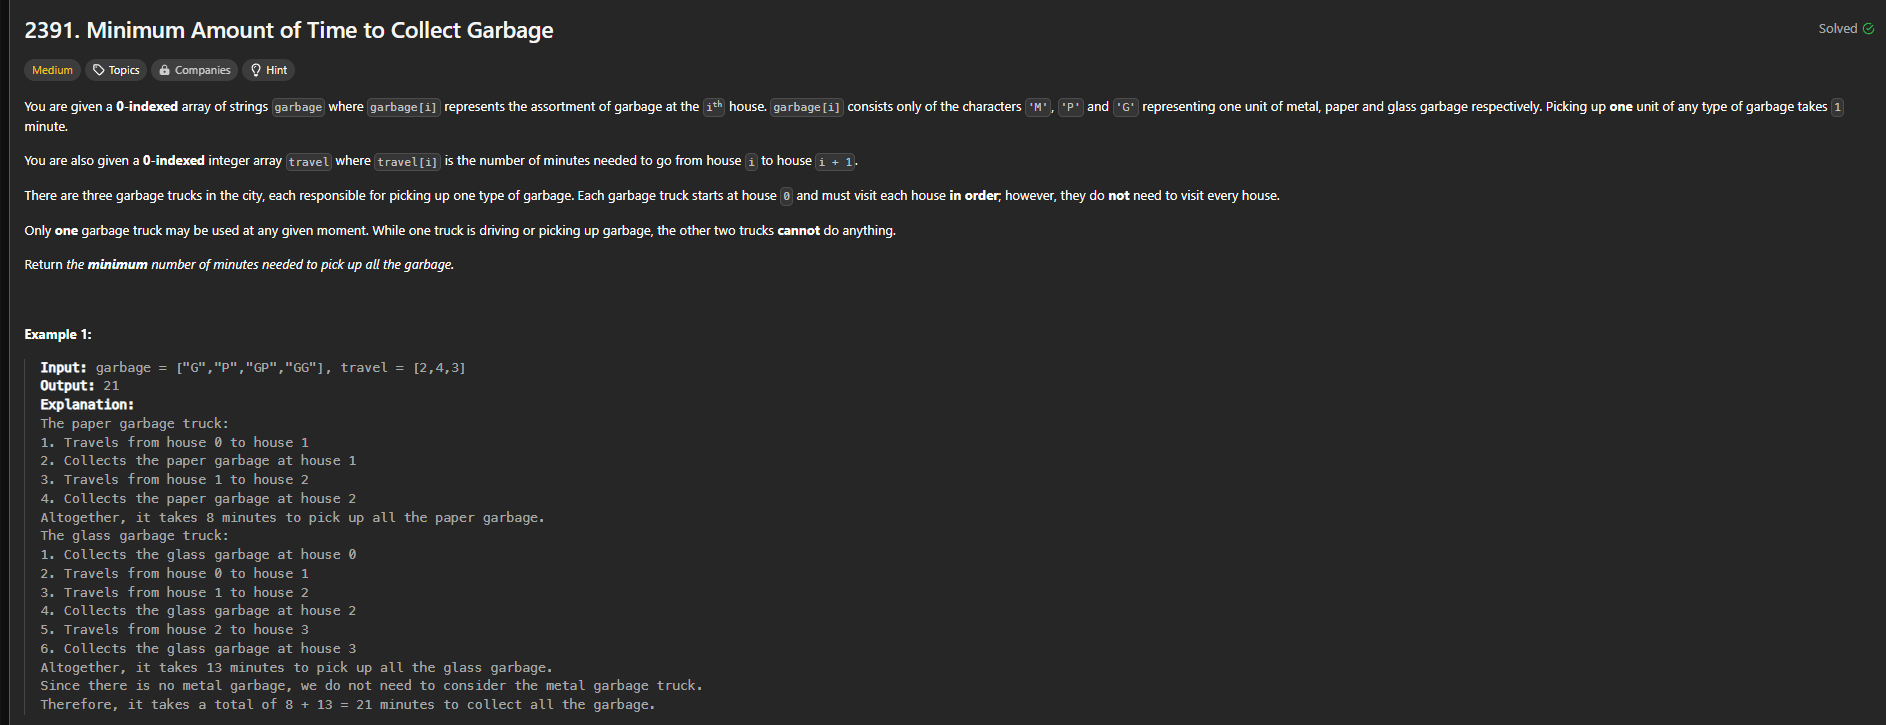 2391. Minimum Amount of Time to Collect Garbage
Solved
Medium Topics Companies Hint
You are given a 0-indexed array of strings garbage where garbage[i] represents the assortment of garbage at the ith house. garbage[i] consists only of the characters 'M', 'P' and 'G' representing one unit of metal, paper and glass garbage respectively. Picking up one unit of any type of garbage takes 1
minute.
You are also given a 0-indexed integer array travel where travel[i] is the number of minutes needed to go from house i to house i + 1.
There are three garbage trucks in the city, each responsible for picking up one type of garbage. Each garbage truck starts at house 0 and must visit each house in order; however, they do not need to visit every house.
Only one garbage truck may be used at any given moment. While one truck is driving or picking up garbage, the other two trucks cannot do anything.
Return the minimum number of minutes needed to pick up all the garbage.
Example 1:
Input: garbage = ["G","P","GP","GG"], travel = [2,4,3]
Output: 21
Explanation:
The paper garbage truck:
1. Travels from house 0 to house 1
2. Collects the paper garbage at house 1
3. Travels from house 1 to house 2
4. Collects the paper garbage at house 2
Altogether, it takes 8 minutes to pick up all the paper garbage.
The glass garbage truck:
1. Collects the glass garbage at house 0
2. Travels from house 0 to house 1
3. Travels from house 1 to house 2
4. Collects the glass garbage at house 2
5. Travels from house 2 to house 3
6. Collects the glass garbage at house 3
Altogether, it takes 13 minutes to pick up all the glass garbage.
Since there is no metal garbage, we do not need to consider the metal garbage truck.
Therefore, it takes a total of 8 + 13 = 21 minutes to collect all the garbage.